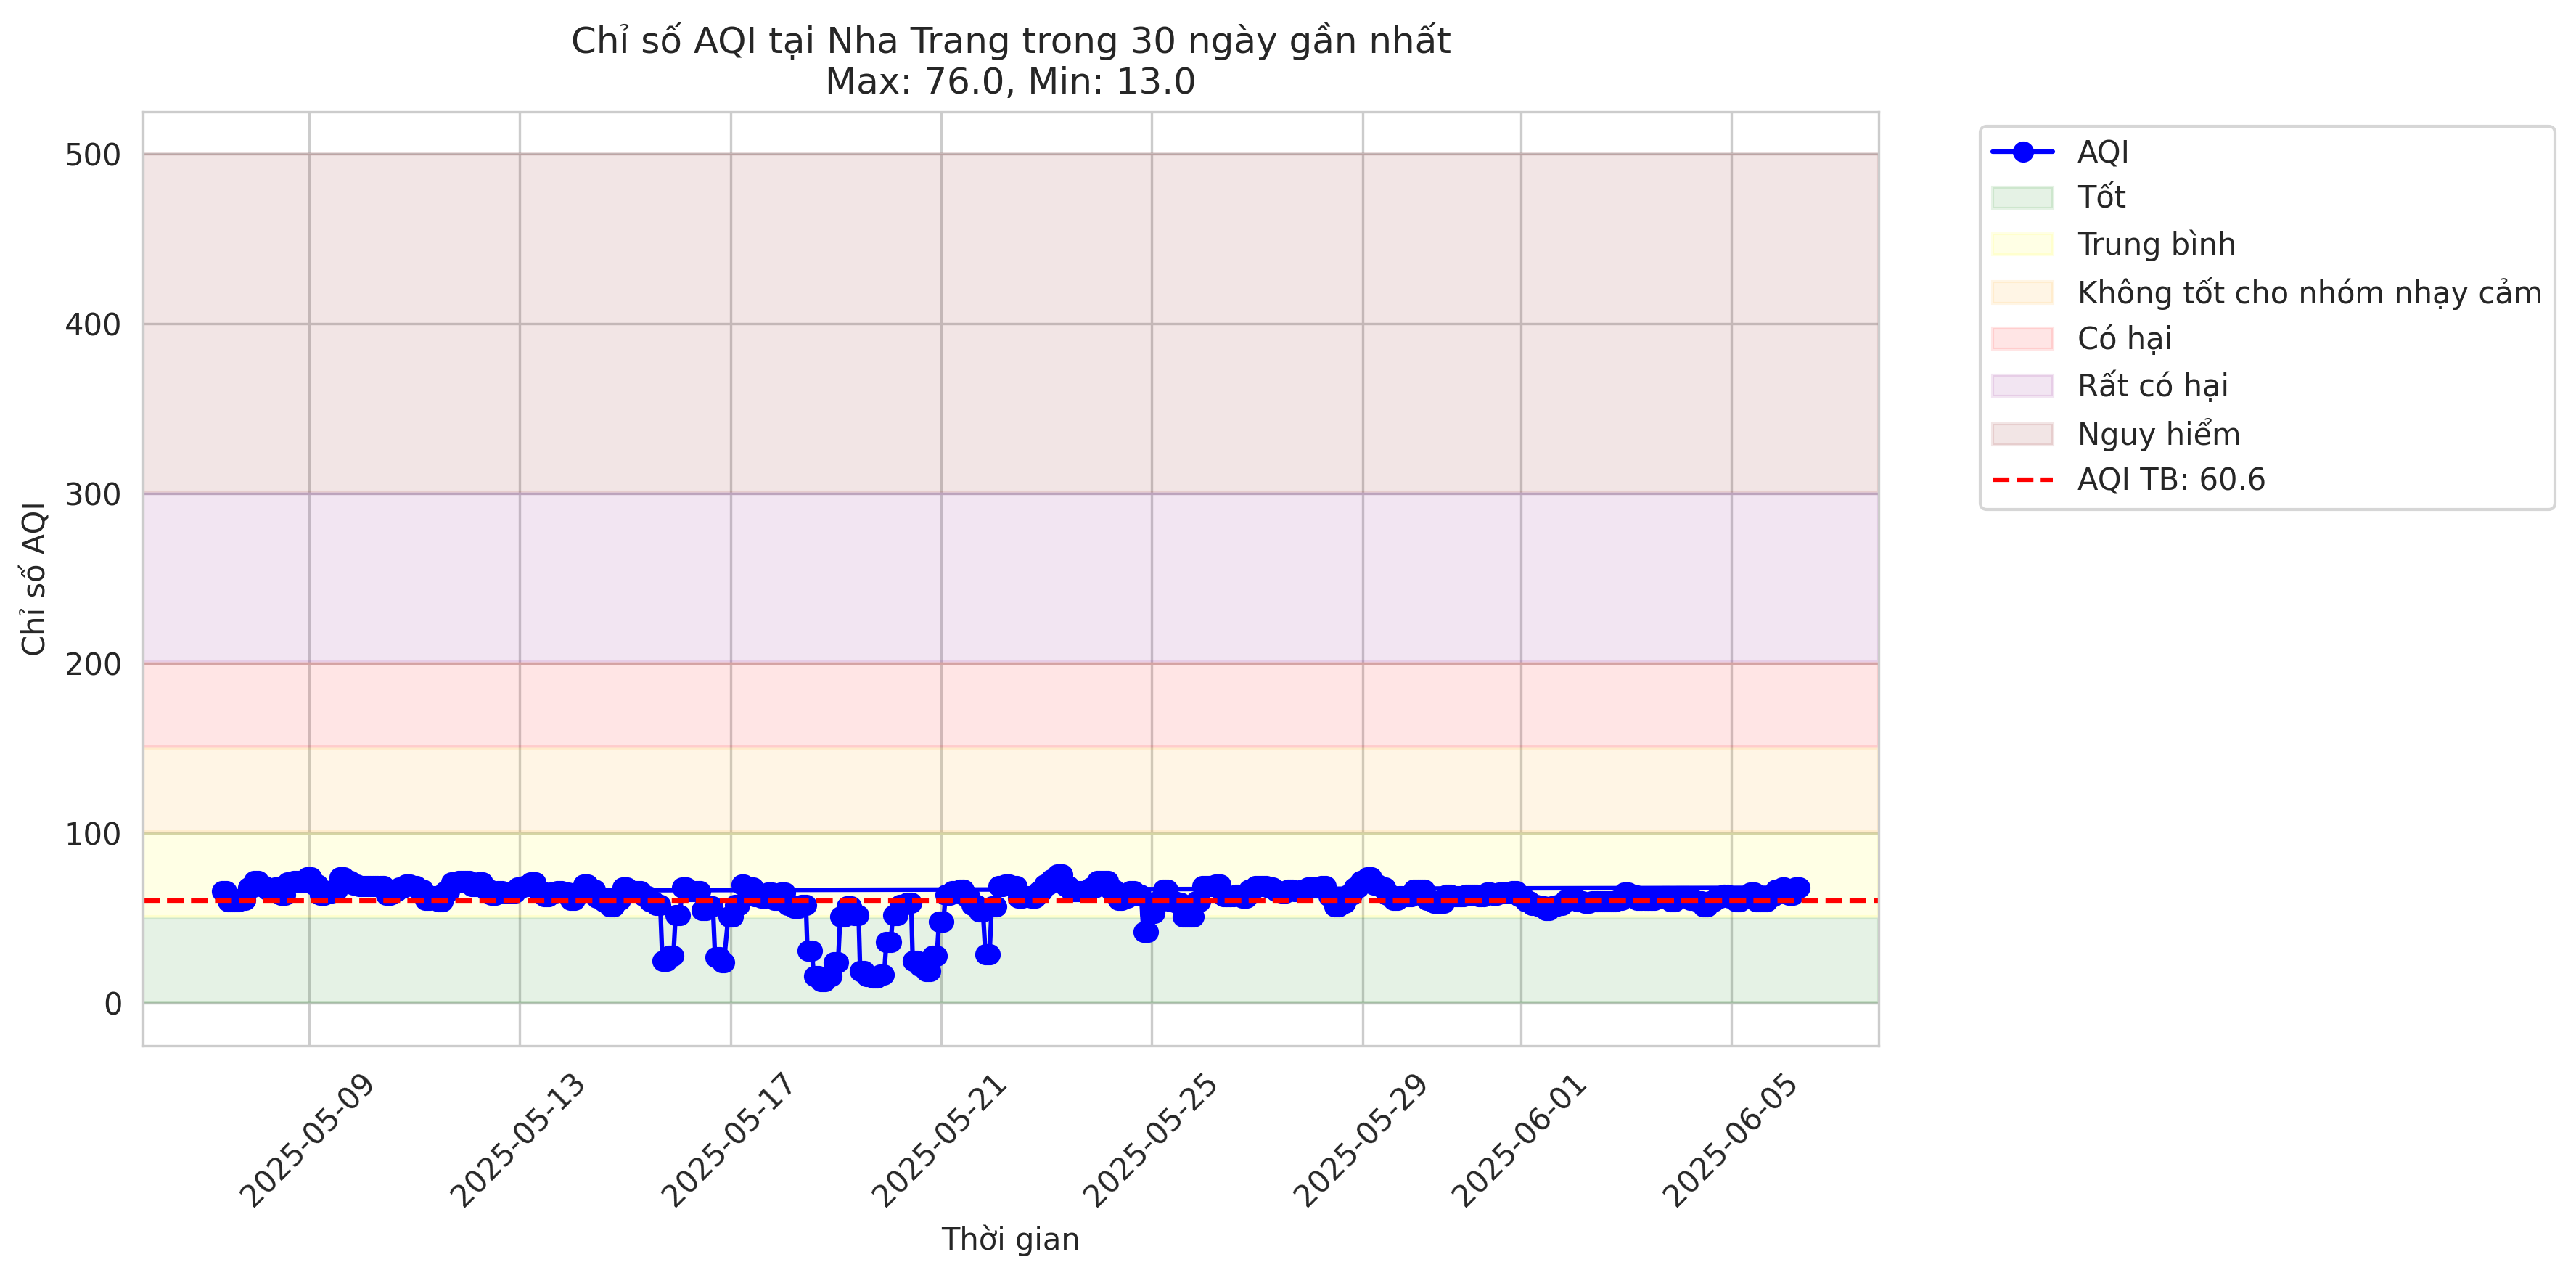 Chỉ số AQI tại Nha Trang trong 30 ngày gần nhất
Max: 76.0, Min: 13.0
Chỉ số AQI
500
400
300
200
100
0
2025-05-09
2025-05-13
2025-05-17
2025-05-21
2025-05-25
2025-05-29
2025-06-01
2025-06-05
Thời gian
AQI
Tốt
Trung bình
Không tốt cho nhóm nhạy cảm
Có hại
Rất có hại
Nguy hiểm
AQI TB: 60.6